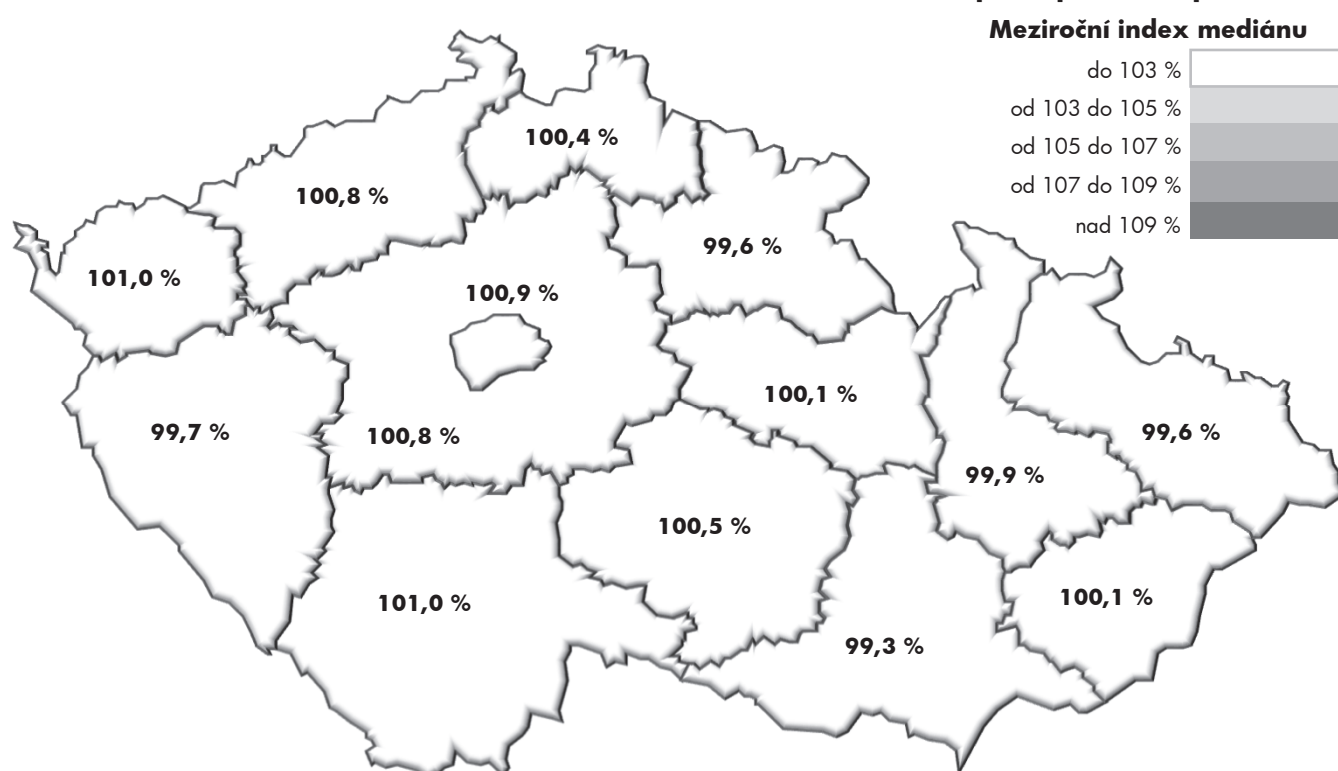 Meziroční index mediánu
do 103 %
od 103 do 105 %
od 105 do 107 %
od 107 do 109 %
nad 109 %
100,4 %
100,8 %
99,6 %
101,0 %
100,9 %
100,1 %
99,7 %
100,8 %
99,6 %
99,9 %
100,5 %
101,0 %
100,1 %
99,3 %